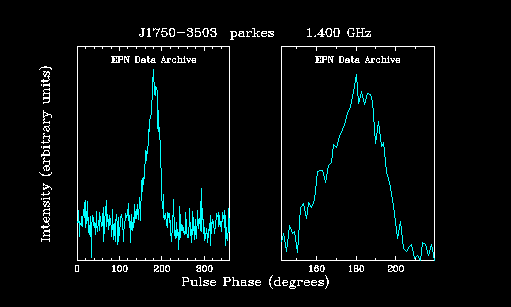 J1750-3503 parkes 1.400 GHz
EPN Data Archive EPN Data Archive
Intensity (arbitrary units)
0 100 200 300 160 180 200
Pulse Phase (degrees)